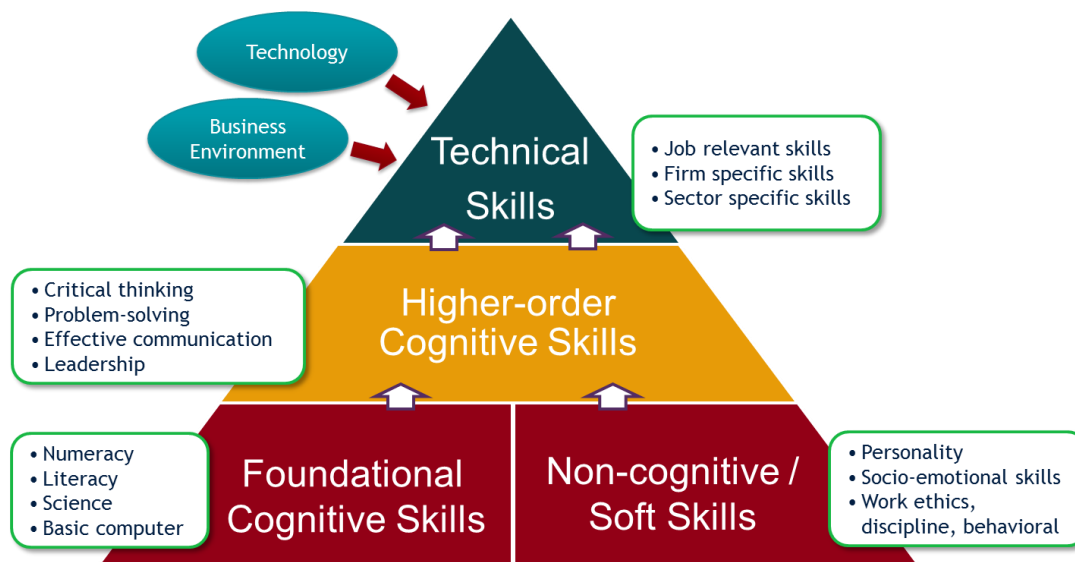 Technology
Business
Environment
Technical
Skills
• Job relevant skills
• Firm specific skills
• Sector specific skills
• Critical thinking
• Problem-solving
• Effective communication
• Leadership
Higher-order
Cognitive Skills
• Numeracy
• Literacy
• Science
• Basic computer
Foundational
Cognitive Skills
Non-cognitive /
Soft Skills
• Personality
• Socio-emotional skills
• Work ethics,
discipline, behavioral